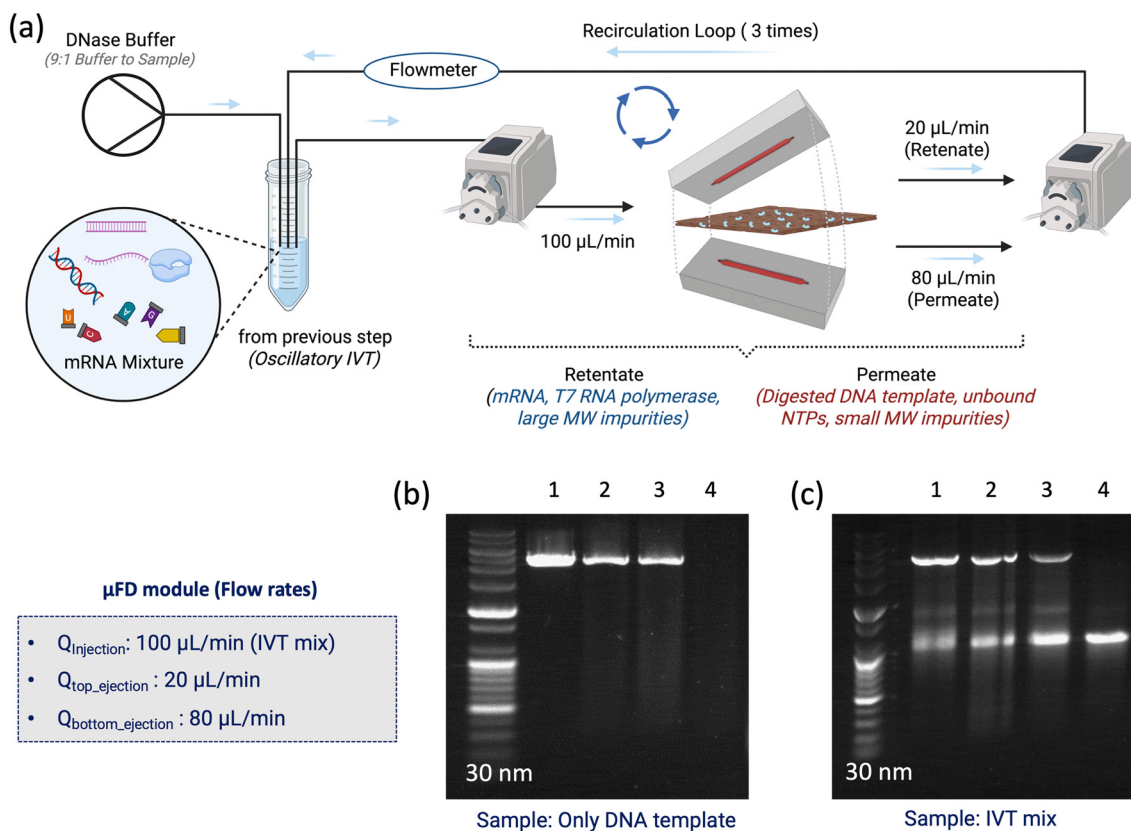 (a)
DNase Buffer
(9:1 Buffer to Sample)
Recirculation Loop ( 3 times)
Flowmeter
20 µL/min
(Retenate)
100 µL/min
80 µL/min
(Permeate)
U
C
A
G
mRNA Mixture
from previous step
(Oscillatory IVT)
Retentate
(mRNA, T7 RNA polymerase,
large MW impurities)
Permeate
(Digested DNA template, unbound
NTPs, small MW impurities)
(b)
1 2 3 4
(c)
1 2 3 4
µFD module (Flow rates)
• QInjection: 100 µL/min (IVT mix)
• Qtop_ejection : 20 µL/min
• Qbottom_ejection : 80 µL/min
30 nm
30 nm
Sample: Only DNA template
Sample: IVT mix